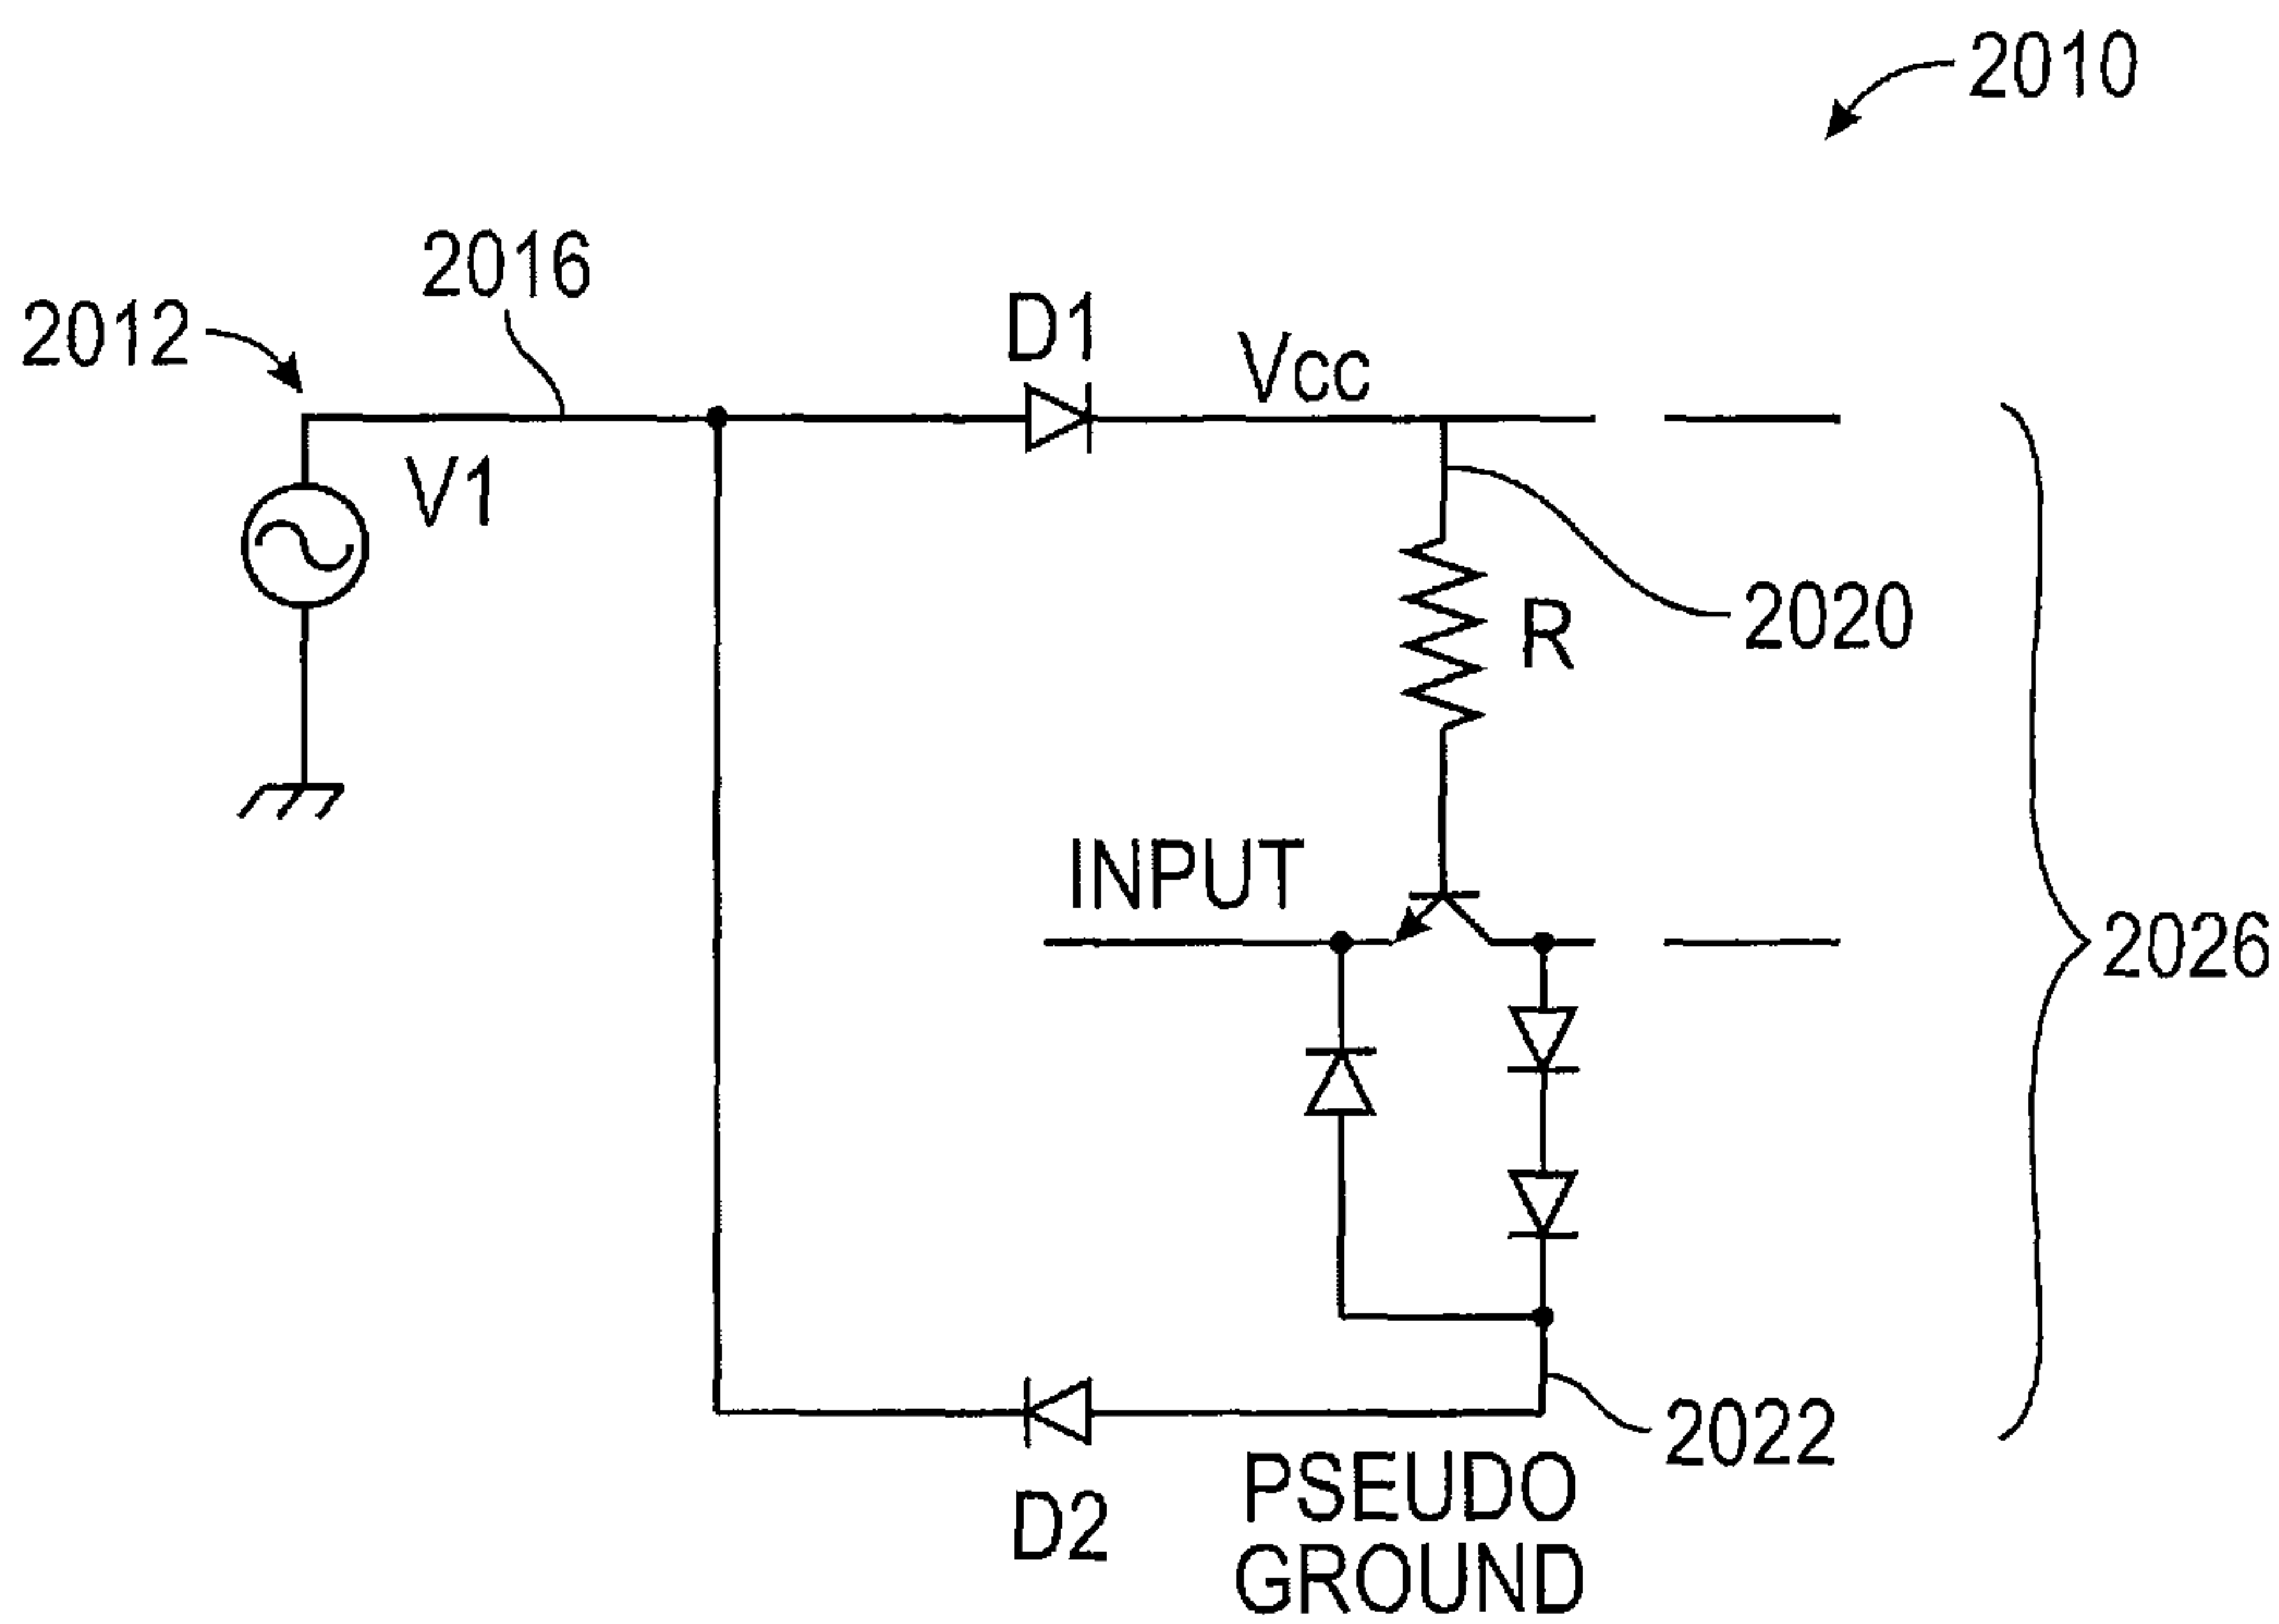 2010
2016
2012
D1
Vcc
V1
R
2020
INPUT
2026
2022
D2
PSEUDO
GROUND